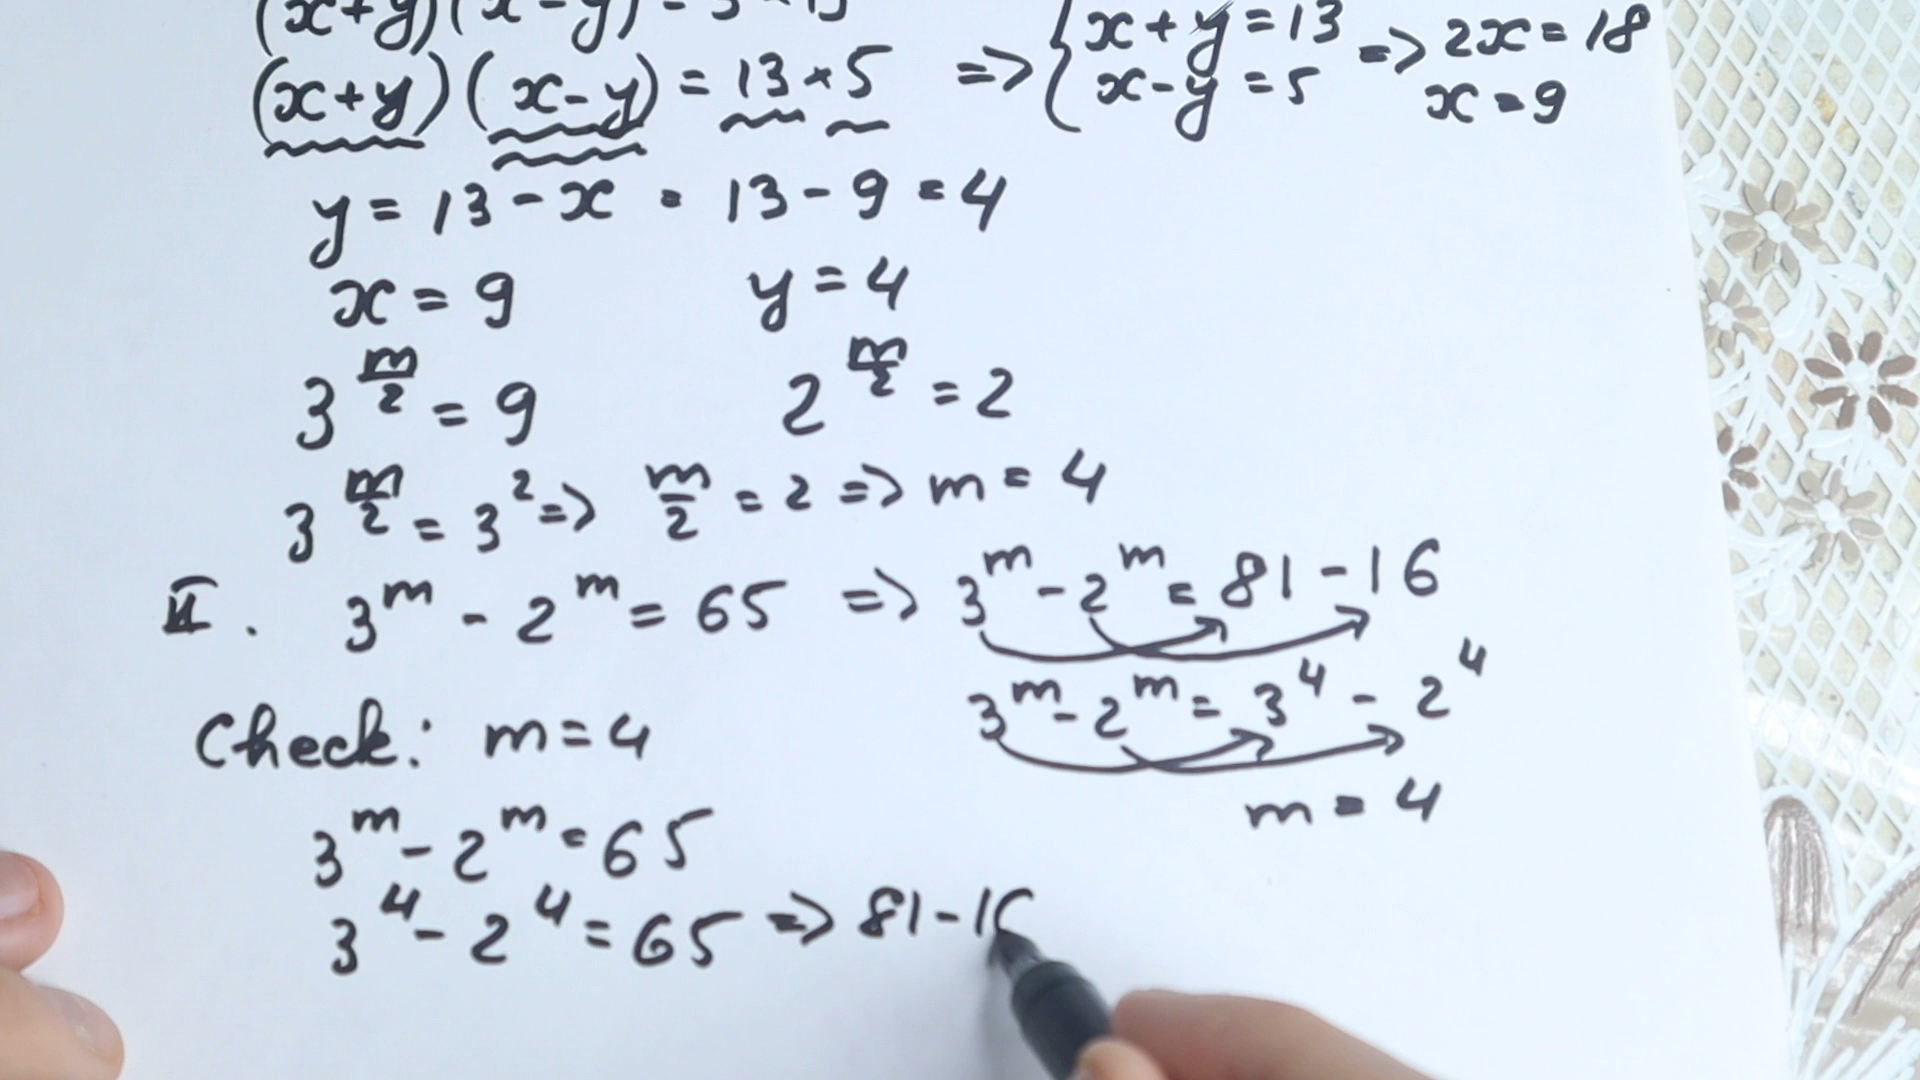 (x+y)(x-y) = 5*13
(x+y)(x-y) = 13*5 => { x+y=13 x-y=5 => 2x=18 x=9
y = 13-x = 13-9 = 4
x = 9 y = 4
3^(m/2) = 9 2^(m/2) = 2
3^(m/2) = 3^2 => m/2 = 2 => m = 4
II. 3^m - 2^m = 65 => 3^m - 2^m = 81-16
3^m - 2^m = 3^4 - 2^4
Check: m=4
m = 4
3^m - 2^m = 65
3^4 - 2^4 = 65 => 81-16